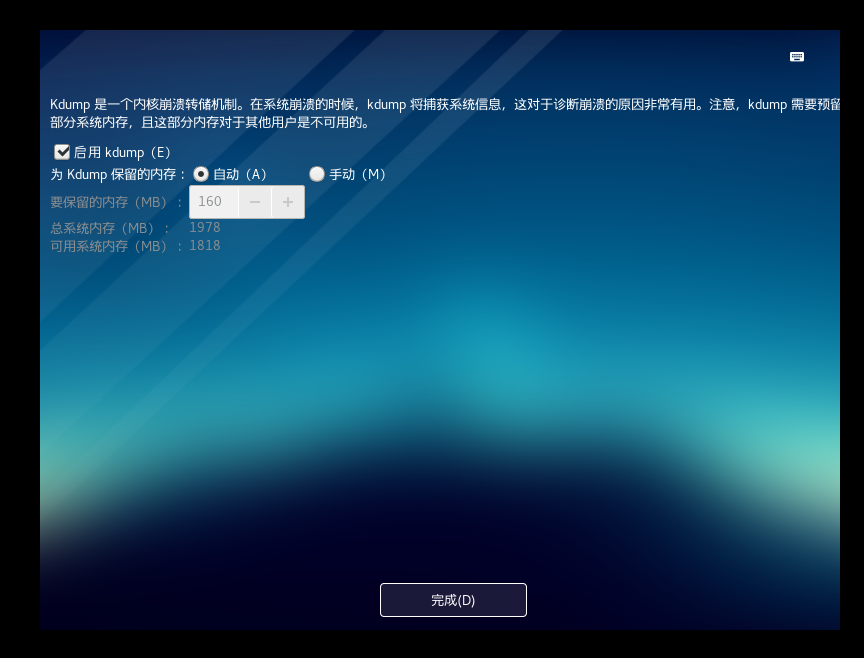 Kdump 是一个内核崩溃转储机制。在系统崩溃的时候，kdump 将捕获系统信息，这对于诊断崩溃的原因非常有用。注意，kdump 需要预留
部分系统内存，且这部分内存对于其他用户是不可用的。
启用 kdump（E）
为 Kdump 保留的内存： 自动（A） 手动（M）
要保留的内存（MB）： 160 − +
总系统内存（MB）： 1978
可用系统内存（MB）： 1818
完成(D)